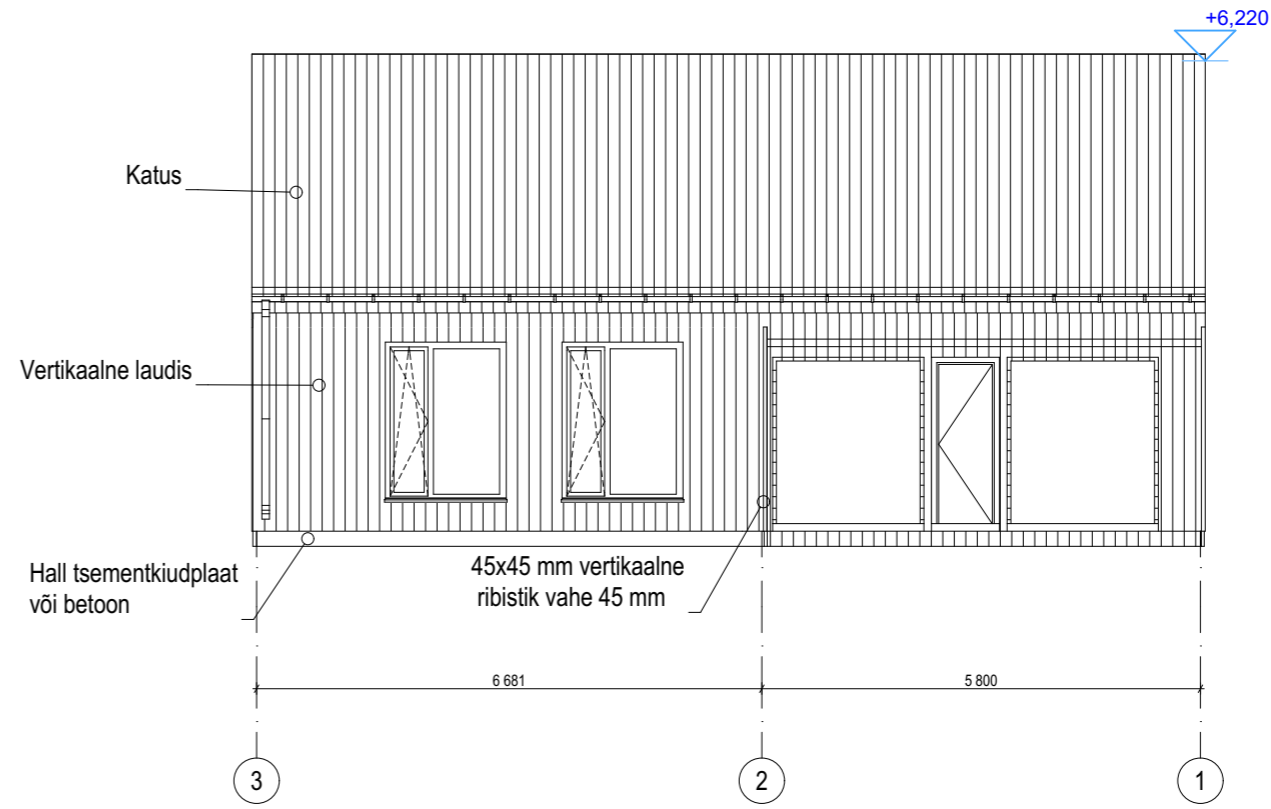 +6,220
Katus
Vertikaalne laudis
Hall tsementkiudplaat
või betoon
45x45 mm vertikaalne
ribistik vahe 45 mm
6 681
5 800
3
2
1